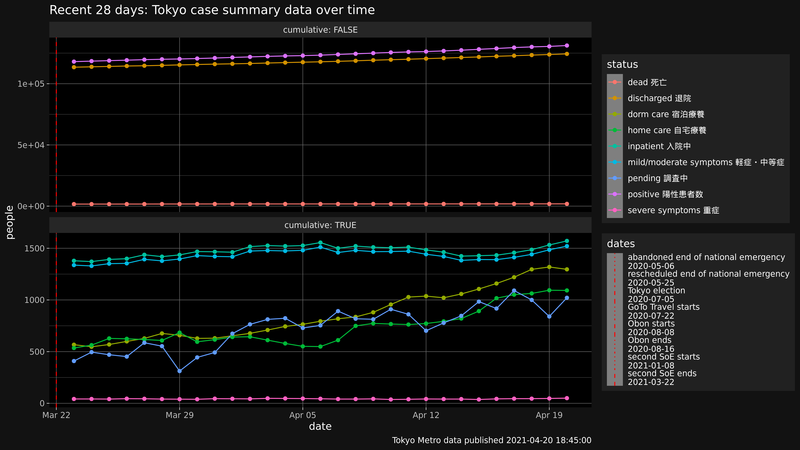 Recent 28 days: Tokyo case summary data over time
cumulative: FALSE
1e+05
5e+04
0e+00
cumulative: TRUE
1500
1000
500
0
people
Mar 22
Mar 29
Apr 05
Apr 12
Apr 19
date
Tokyo Metro data published 2021-04-20 18:45:00
status
dead 死亡
discharged 退院
dorm care 宿泊療養
home care 自宅療養
inpatient 入院中
mild/moderate symptoms 軽症・中等症
pending 調査中
positive 陽性患者数
severe symptoms 重症
dates
abandoned end of national emergency
2020-05-06
rescheduled end of national emergency
2020-05-25
Tokyo election
2020-07-05
GoTo Travel starts
2020-07-22
Obon starts
2020-08-08
Obon ends
2020-08-16
second SoE starts
2021-01-08
second SoE ends
2021-03-22